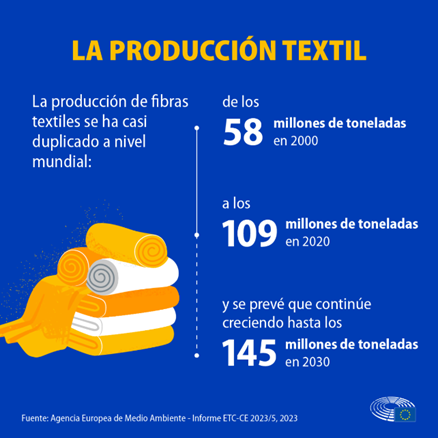 LA PRODUCCIÓN TEXTIL
La producción de fibras
textiles se ha casi
duplicado a nivel
mundial:
de los
58 millones de toneladas
en 2000
a los
109 millones de toneladas
en 2020
y se prevé que continúe
creciendo hasta los
145 millones de toneladas
en 2030
Fuente: Agencia Europea de Medio Ambiente - Informe ETC-CE 2023/5, 2023